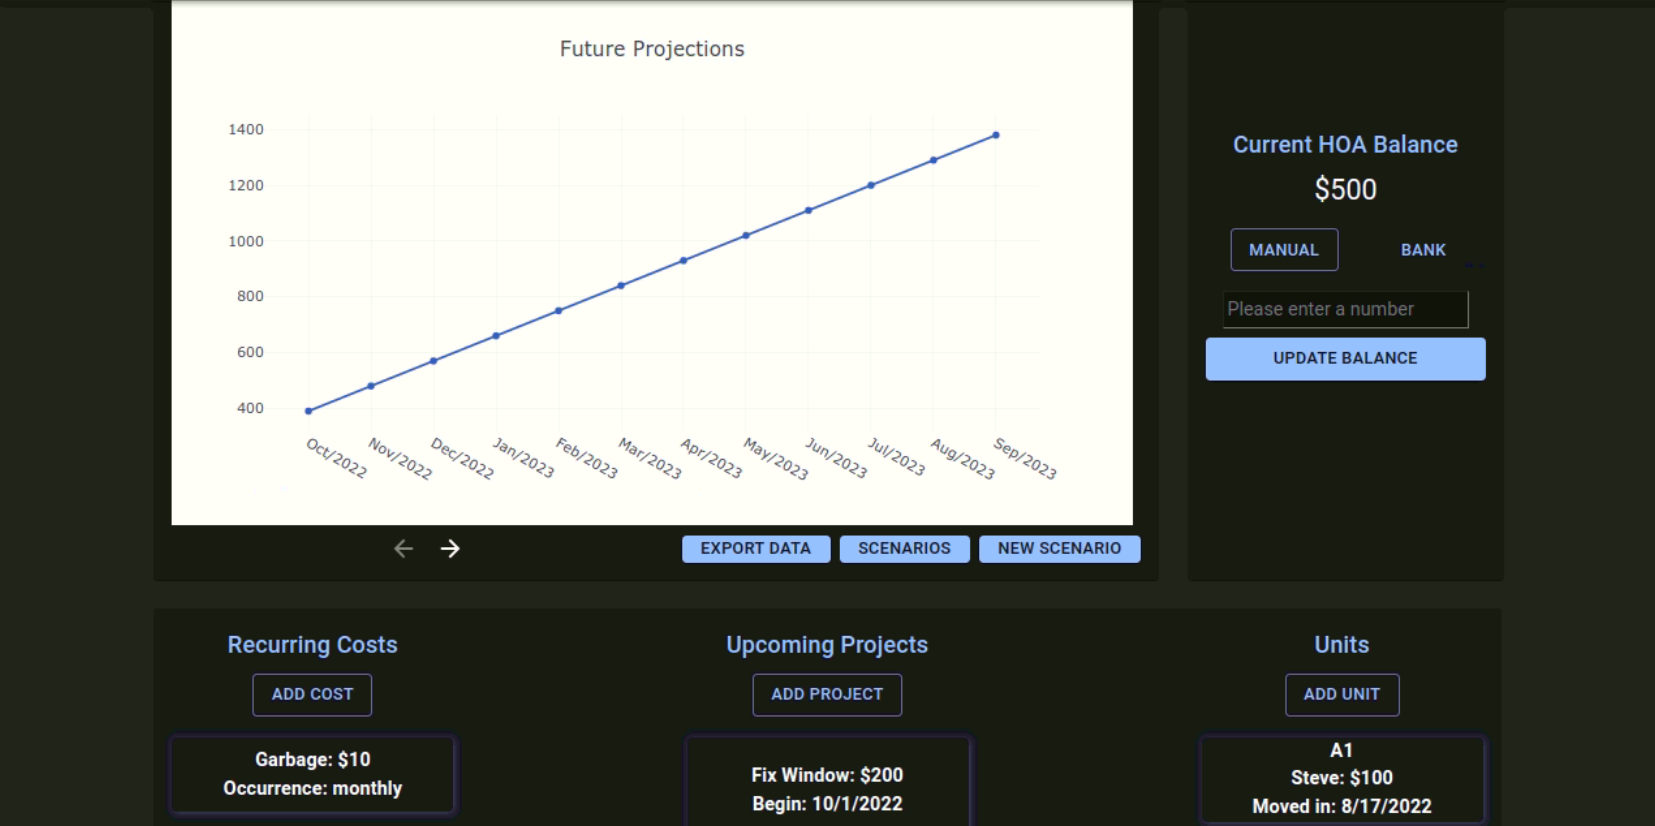 Future Projections
1400
1200
1000
800
600
400
Oct/2022
Nov/2022
Dec/2022
Jan/2023
Feb/2023
Mar/2023
Apr/2023
May/2023
Jun/2023
Jul/2023
Aug/2023
Sep/2023
EXPORT DATA
SCENARIOS
NEW SCENARIO
Current HOA Balance
$500
MANUAL
BANK
Please enter a number
UPDATE BALANCE
Recurring Costs
ADD COST
Garbage: $10
Occurrence: monthly
Upcoming Projects
ADD PROJECT
Fix Window: $200
Begin: 10/1/2022
Units
ADD UNIT
A1
Steve: $100
Moved in: 8/17/2022